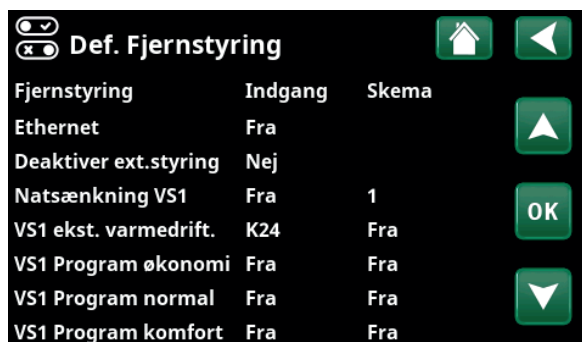 Def. Fjernstyring
Fjernstyring Indgang Skema
Ethernet Fra
Deaktiver ext.styring Nej
Natsænkning VS1 Fra 1
OK
VS1 ekst. varmedrift. K24 Fra
VS1 Program økonomi Fra Fra
VS1 Program normal Fra Fra
VS1 Program komfort Fra Fra